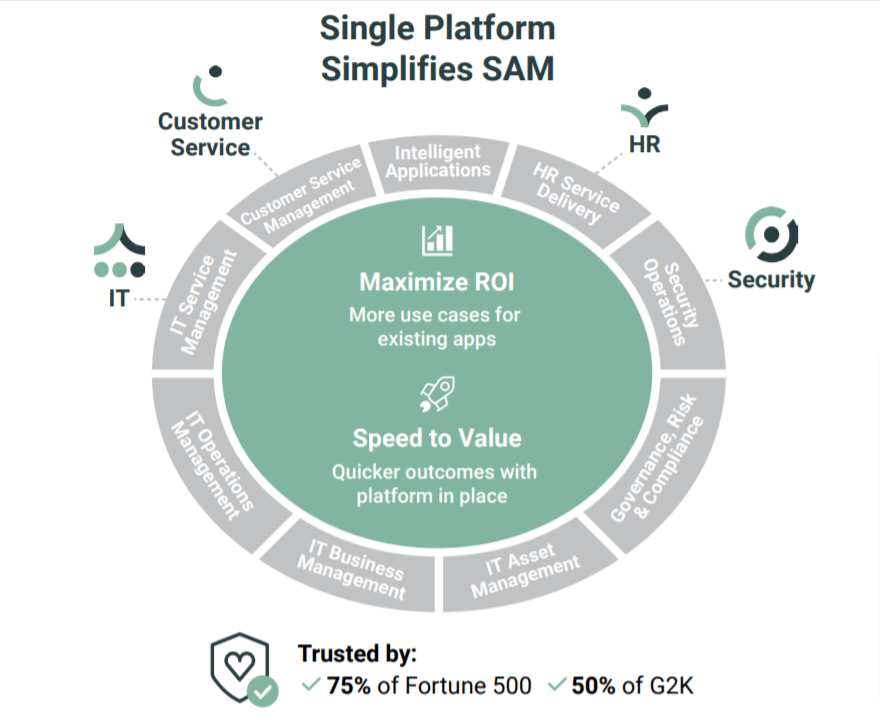 Single Platform
Simplifies SAM
Customer
Service
HR
IT
Security
Intelligent
Applications
HR Service
Delivery
Security
Operations
Governance, Risk
& Compliance
IT Asset
Management
IT Business
Management
IT Operations
Management
IT Service
Management
Customer Service
Management
Maximize ROI
More use cases for
existing apps
Speed to Value
Quicker outcomes with
platform in place
Trusted by:
75% of Fortune 500 50% of G2K